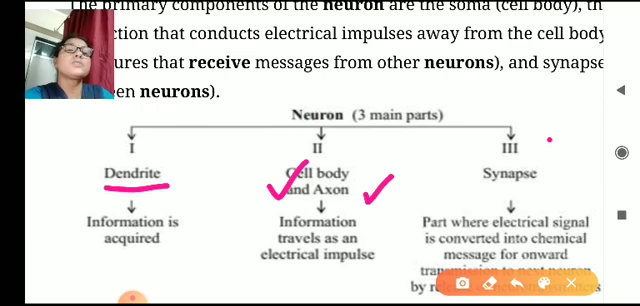 The primary components of the neuron are the soma (cell body), th
ction that conducts electrical impulses away from the cell body
ures that receive messages from other neurons), and synapse
en neurons).
Neuron (3 main parts)
I II III
Dendrite Cell body and Axon Synapse
Information is acquired
Information travels as an electrical impulse
Part where electrical signal is converted into chemical message for onward
by